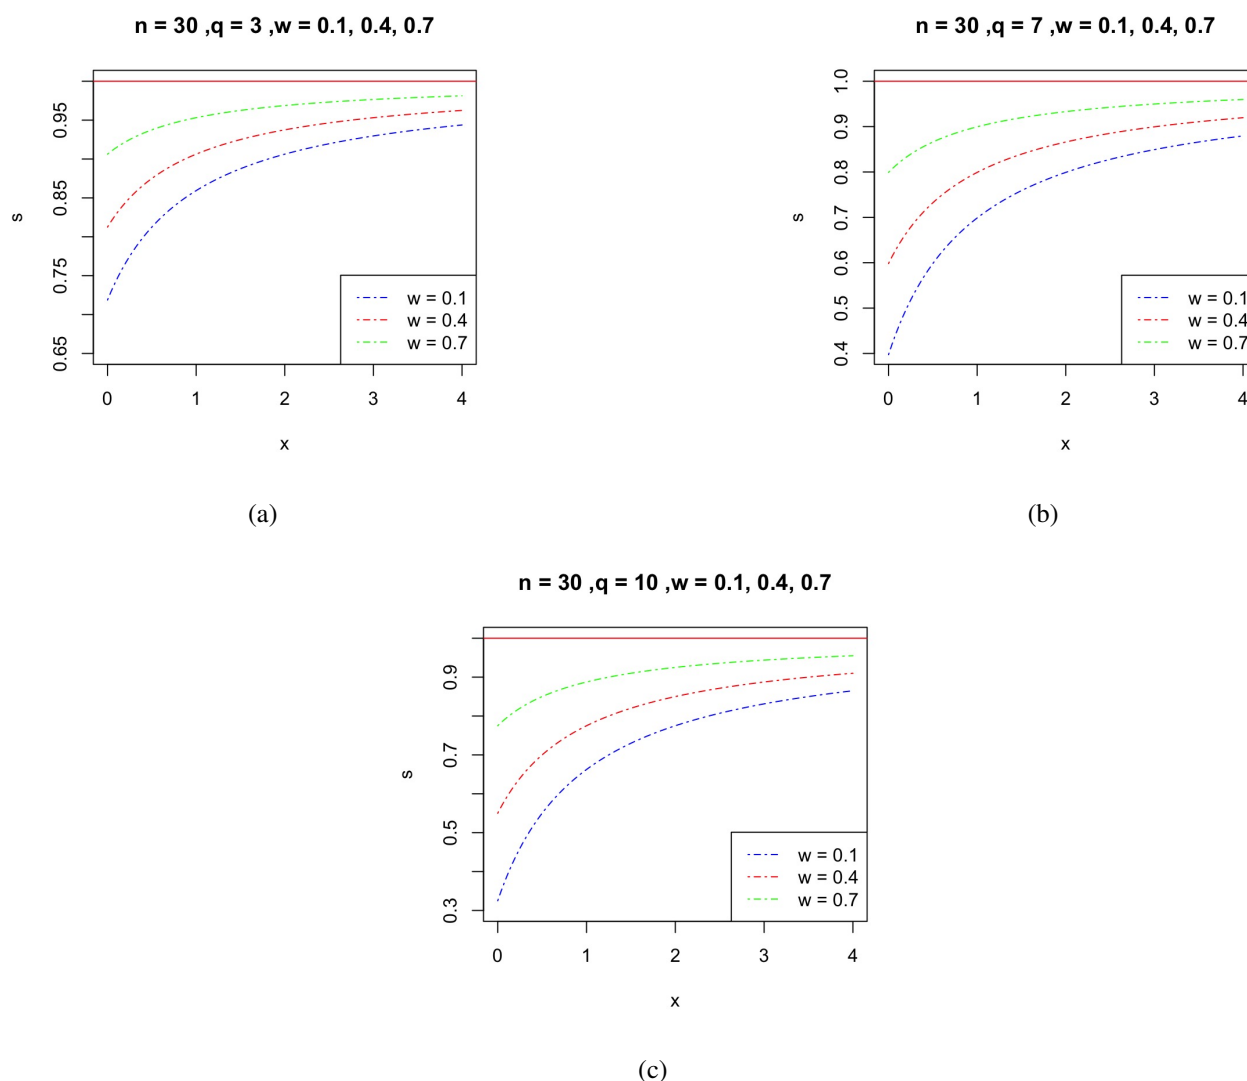 n = 30 ,q = 3 ,w = 0.1, 0.4, 0.7
s
0.95
0.85
0.75
0.65
w = 0.1
w = 0.4
w = 0.7
0 1 2 3 4
x
(a)
n = 30 ,q = 7 ,w = 0.1, 0.4, 0.7
s
1.0
0.9
0.8
0.7
0.6
0.5
0.4
w = 0.1
w = 0.4
w = 0.7
0 1 2 3 4
x
(b)
n = 30 ,q = 10 ,w = 0.1, 0.4, 0.7
s
0.9
0.7
0.5
0.3
w = 0.1
w = 0.4
w = 0.7
0 1 2 3 4
x
(c)